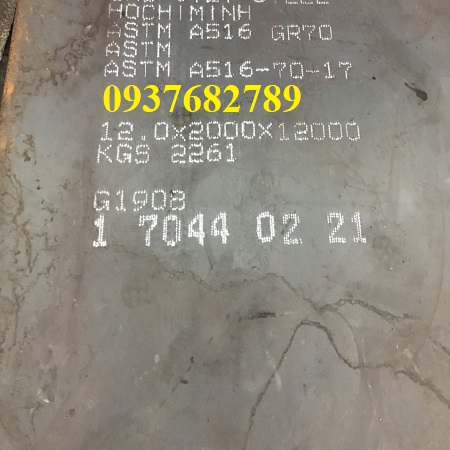 HOCHIMINH
ASTM A516 GR70
ASTM
ASTM A516-70-17
0937682789
12.0x2000x12000
KGS 2261
G1908
1 7044 02 21